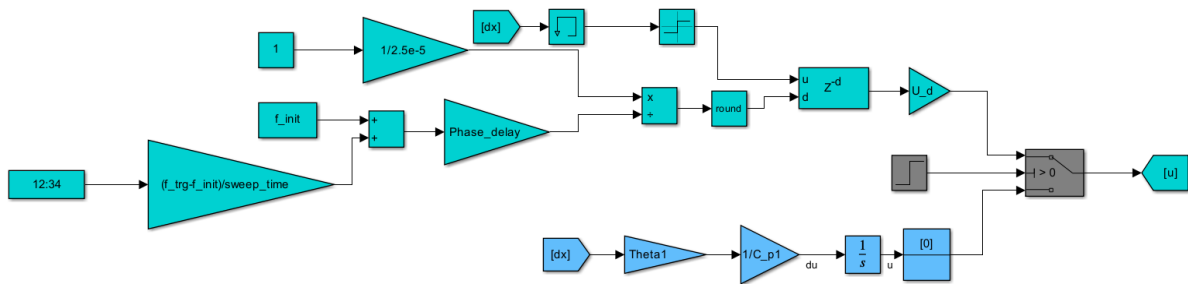 [dx]
1
1/2.5e-5
u
d
Z-d
U_d
x
÷
round
f_init
+
+
Phase_delay
12:34
(f_trg-f_init)/sweep_time
> 0
[u]
[dx]
Theta1
1/C_p1
du
1
s
u
[0]